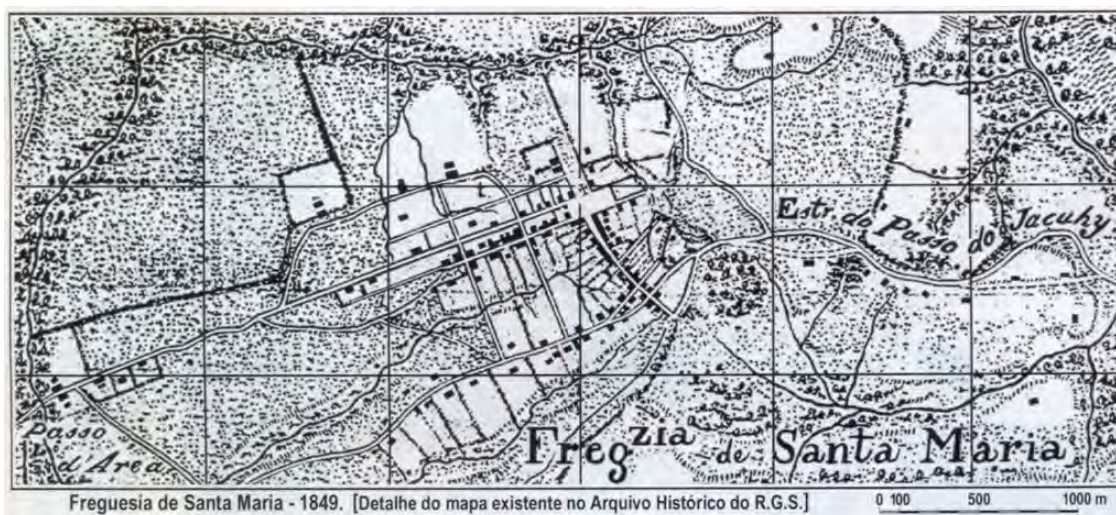 Estr. do Passo do Jacuhy
Passo
d'Area
Freg.zia de Santa Maria
Freguesia de Santa Maria - 1849. [Detalhe do mapa existente no Arquivo Histórico do R.G.S.]
0 100 500 1000 m